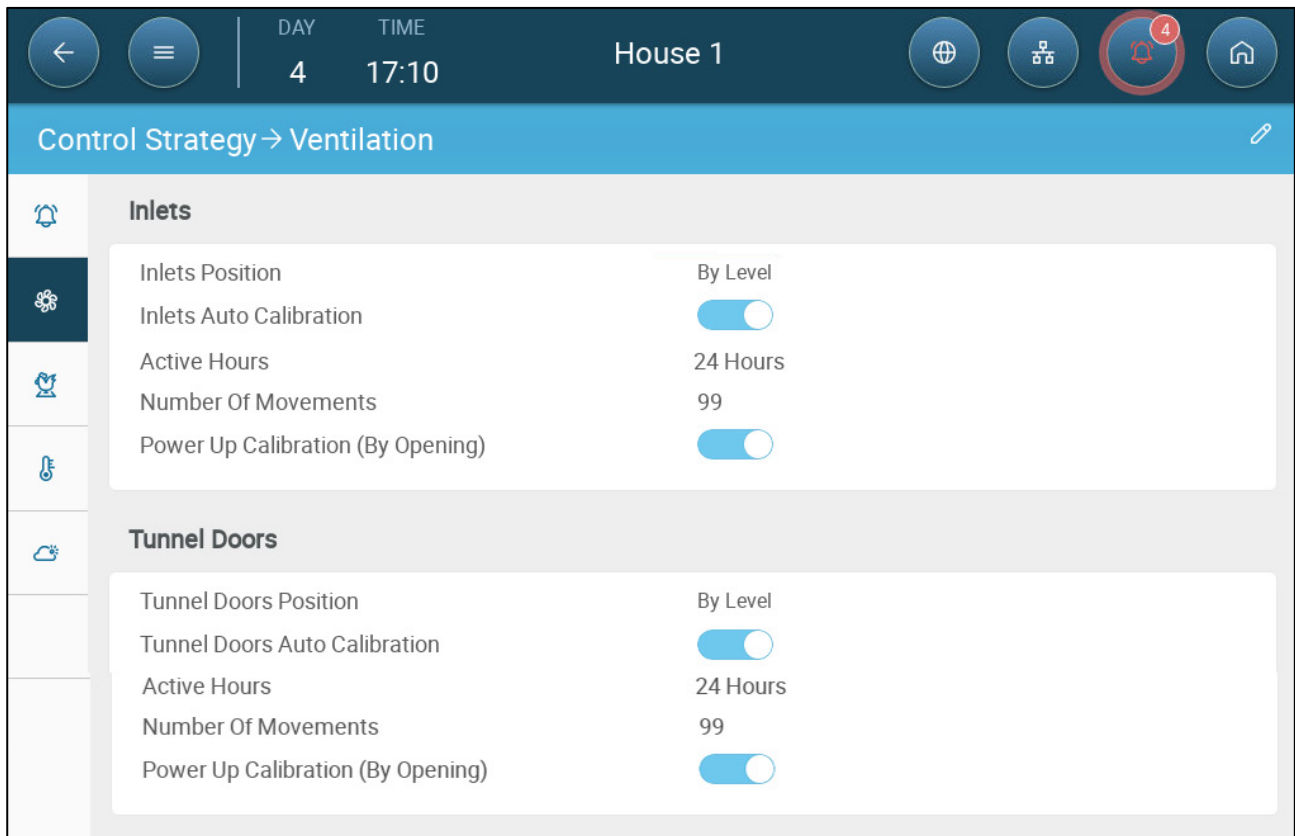 DAY TIME
4 17:10
House 1
4
Control Strategy → Ventilation
Inlets
Inlets Position By Level
Inlets Auto Calibration
Active Hours 24 Hours
Number Of Movements 99
Power Up Calibration (By Opening)
Tunnel Doors
Tunnel Doors Position By Level
Tunnel Doors Auto Calibration
Active Hours 24 Hours
Number Of Movements 99
Power Up Calibration (By Opening)